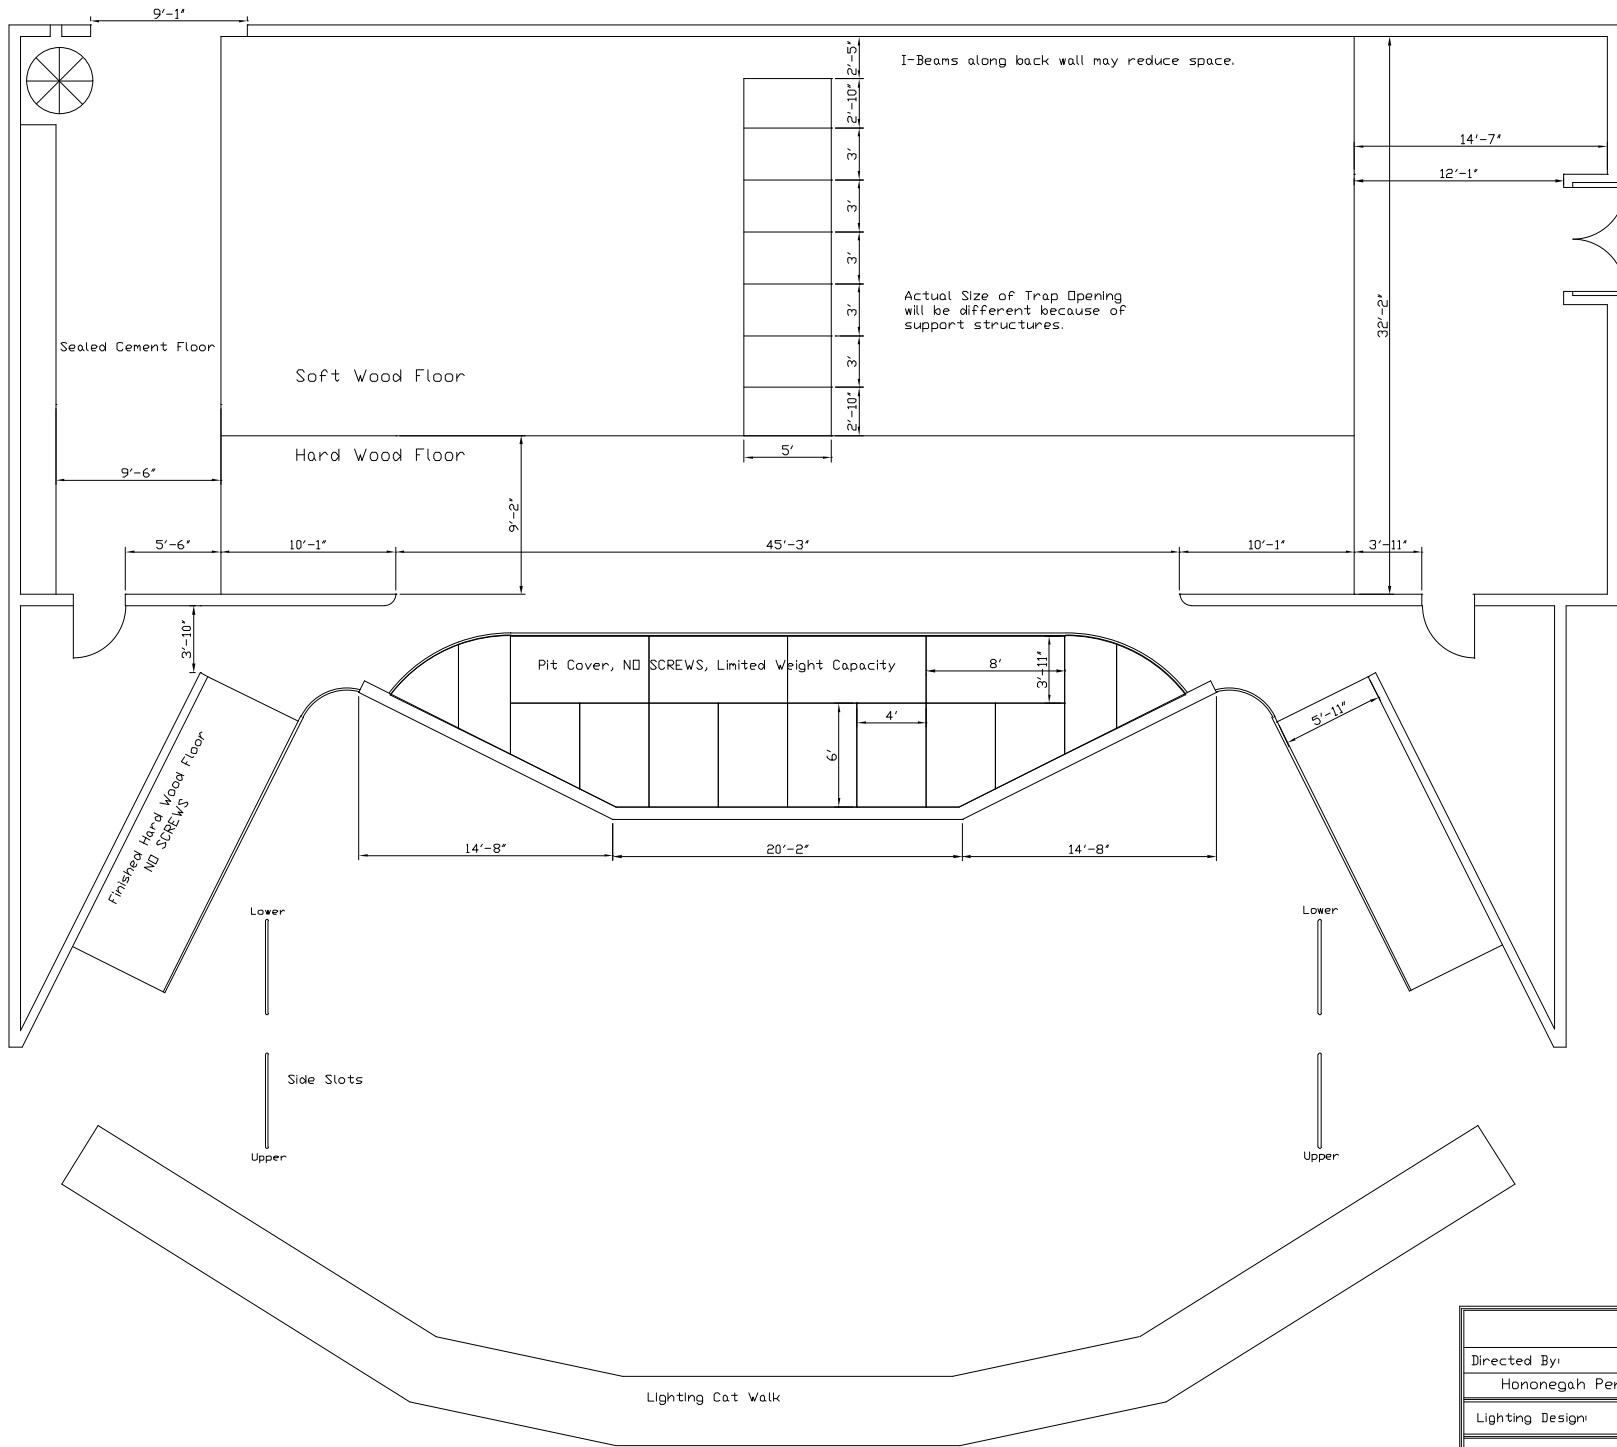 9'-1"
I-Beams along back wall may reduce space.
2'-5"
2'-10"
14'-7"
3'
12'-1"
3'
3'
Actual Size of Trap Opening
will be different because of
support structures.
3'
32'-2"
Sealed Cement Floor
3'
Soft Wood Floor
2'-10"
Hard Wood Floor
5'
9'-6"
9'-2"
5'-6"
10'-1"
45'-3"
10'-1"
3'-11"
3'-10"
Pit Cover, NO SCREWS, Limited Weight Capacity
8'
3'-11"
5'-11"
4'
6'
Finished Hard Wood Floor
NO SCREWS
14'-8"
20'-2"
14'-8"
Lower
Lower
Side Slots
Upper
Upper
Directed By:
Hononegah Per
Lighting Cat Walk
Lighting Design: